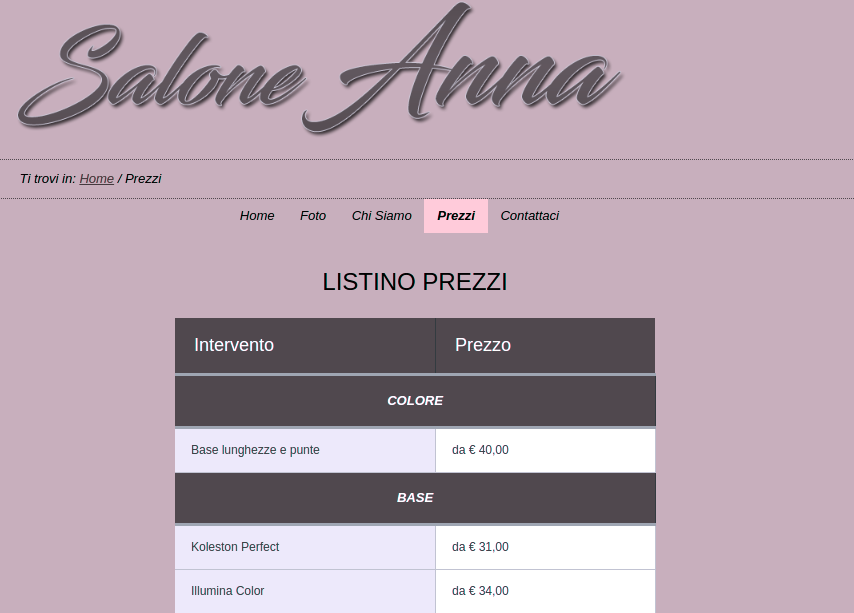 Salone Anna
Ti trovi in: Home / Prezzi
Home Foto Chi Siamo Prezzi Contattaci
LISTINO PREZZI
Intervento Prezzo
COLORE
Base lunghezze e punte da € 40,00
BASE
Koleston Perfect da € 31,00
Illumina Color da € 34,00